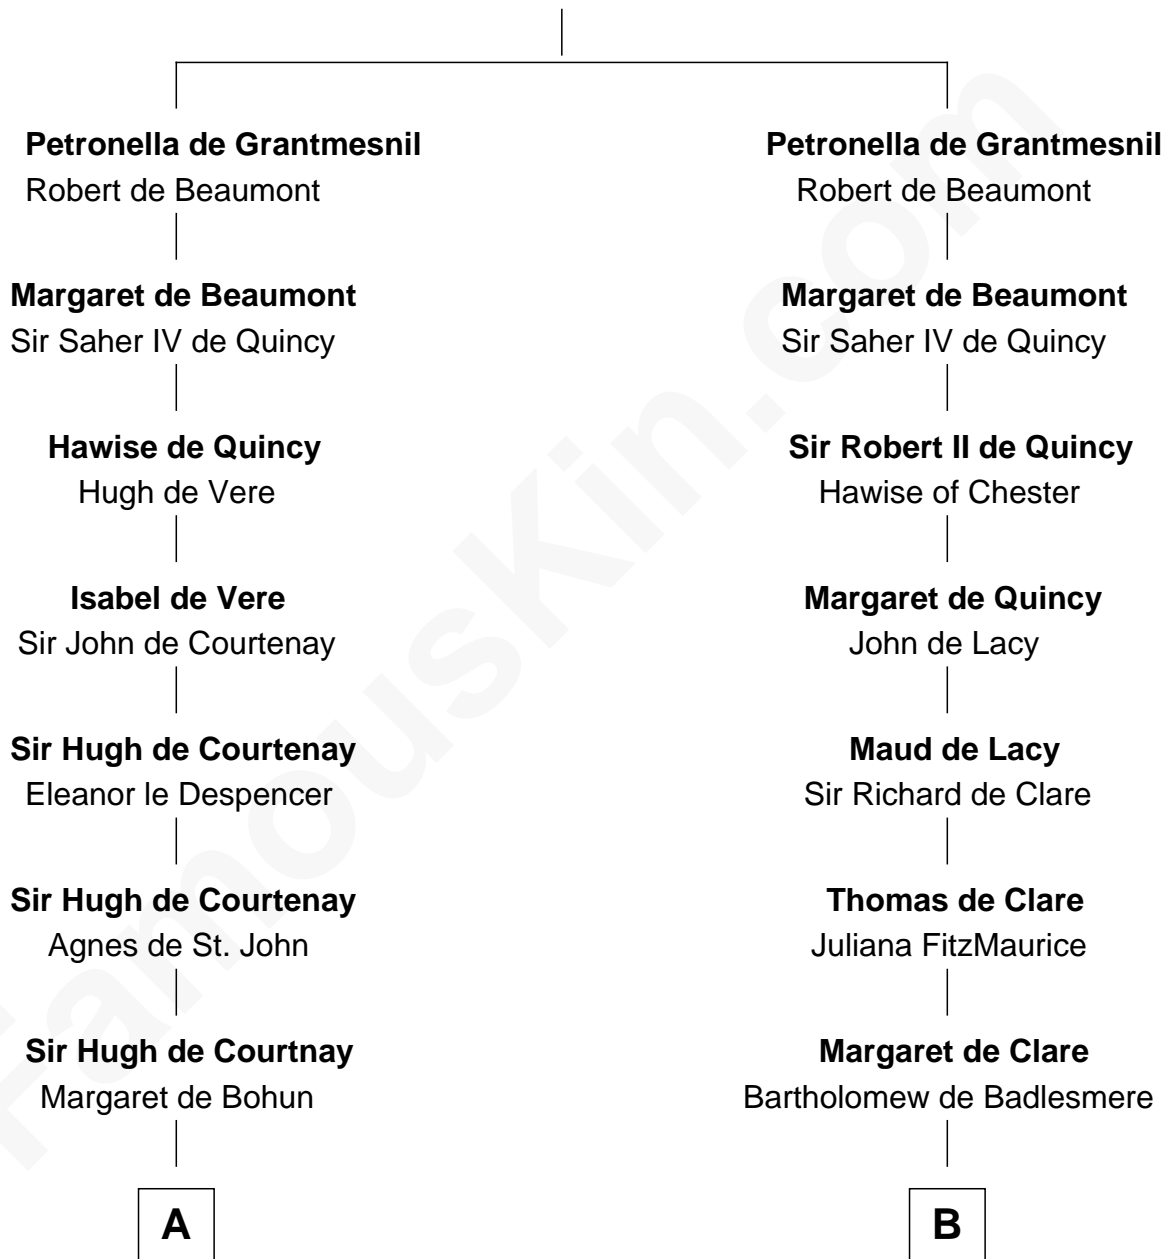 Petronella de Grantmesnil
Robert de Beaumont
Margaret de Beaumont
Sir Saher IV de Quincy
Hawise de Quincy
Hugh de Vere
Isabel de Vere
Sir John de Courtenay
Sir Hugh de Courtenay
Eleanor le Despencer
Sir Hugh de Courtenay
Agnes de St. John
Sir Hugh de Courtnay
Margaret de Bohun
A
Petronella de Grantmesnil
Robert de Beaumont
Margaret de Beaumont
Sir Saher IV de Quincy
Sir Robert II de Quincy
Hawise of Chester
Margaret de Quincy
John de Lacy
Maud de Lacy
Sir Richard de Clare
Thomas de Clare
Juliana FitzMaurice
Margaret de Clare
Bartholomew de Badlesmere
B
FamousKin.com